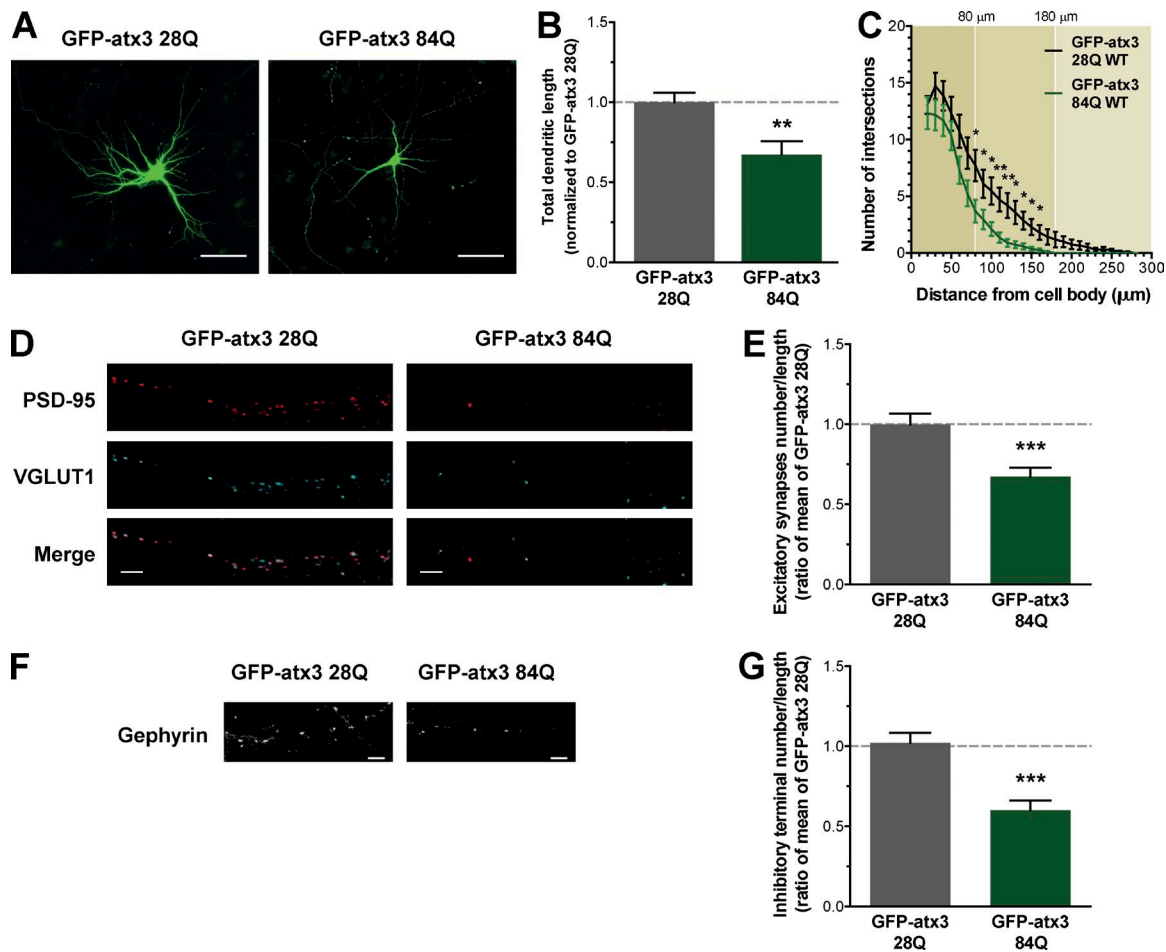 A
GFP-atx3 28Q
GFP-atx3 84Q
B
Total dendritic length
(normalized to GFP-atx3 28Q)
1.5
1.0
0.5
0.0
**
GFP-atx3
28Q
GFP-atx3
84Q
C
80 μm
180 μm
Number of intersections
20
15
10
5
0
GFP-atx3
28Q WT
GFP-atx3
84Q WT
* * * ** ** * * * *
0 50 100 150 200 250 300
Distance from cell body (μm)
D
GFP-atx3 28Q
GFP-atx3 84Q
PSD-95
VGLUT1
Merge
E
Excitatory synapses number/length
(ratio of mean of GFP-atx3 28Q)
1.5
1.0
0.5
0.0
***
GFP-atx3
28Q
GFP-atx3
84Q
F
GFP-atx3 28Q
GFP-atx3 84Q
Gephyrin
G
Inhibitory terminal number/length
(ratio of mean of GFP-atx3 28Q)
1.5
1.0
0.5
0.0
***
GFP-atx3
28Q
GFP-atx3
84Q